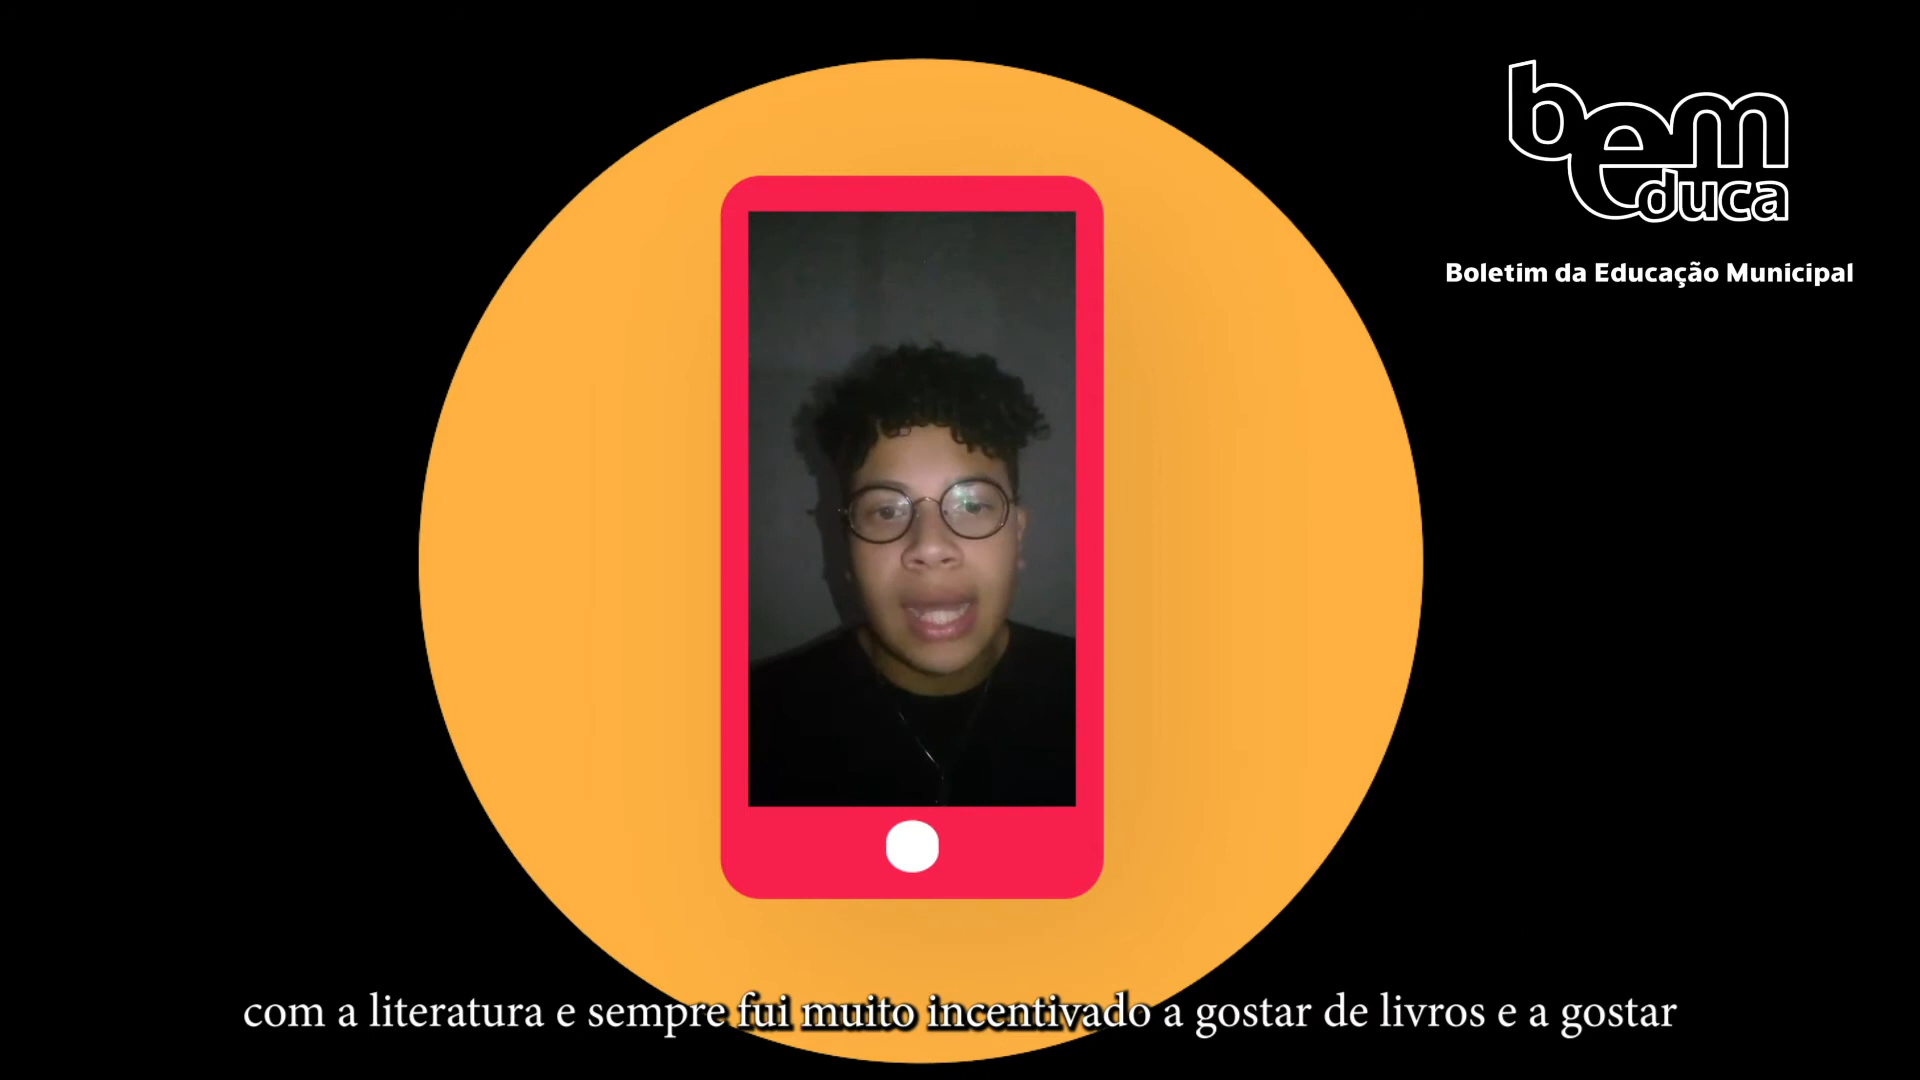 bem
educa
Boletim da Educação Municipal
com a literatura e sempre fui muito incentivado a gostar de livros e a gostar